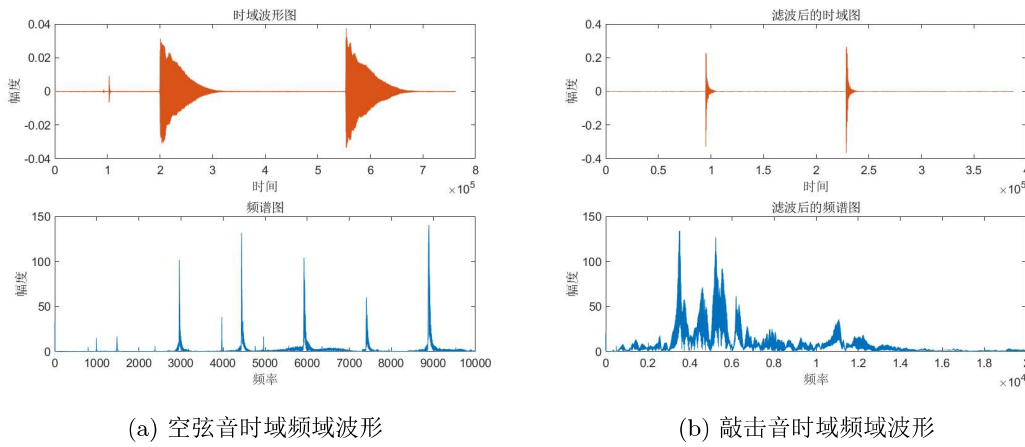 时域波形图
0.04
0.02
0
-0.02
-0.04
幅度
0 1 2 3 4 5 6 7 8
时间
×10⁵
频谱图
150
100
50
0
幅度
0 1000 2000 3000 4000 5000 6000 7000 8000 9000 10000
频率
(a) 空弦音时域频域波形
滤波后的时域图
0.4
0.2
0
-0.2
-0.4
幅度
0 0.5 1 1.5 2 2.5 3 3.5 4
时间
×10⁵
滤波后的频谱图
150
100
50
0
幅度
0 0.2 0.4 0.6 0.8 1 1.2 1.4 1.6 1.8 2
频率
×10⁴
(b) 敲击音时域频域波形